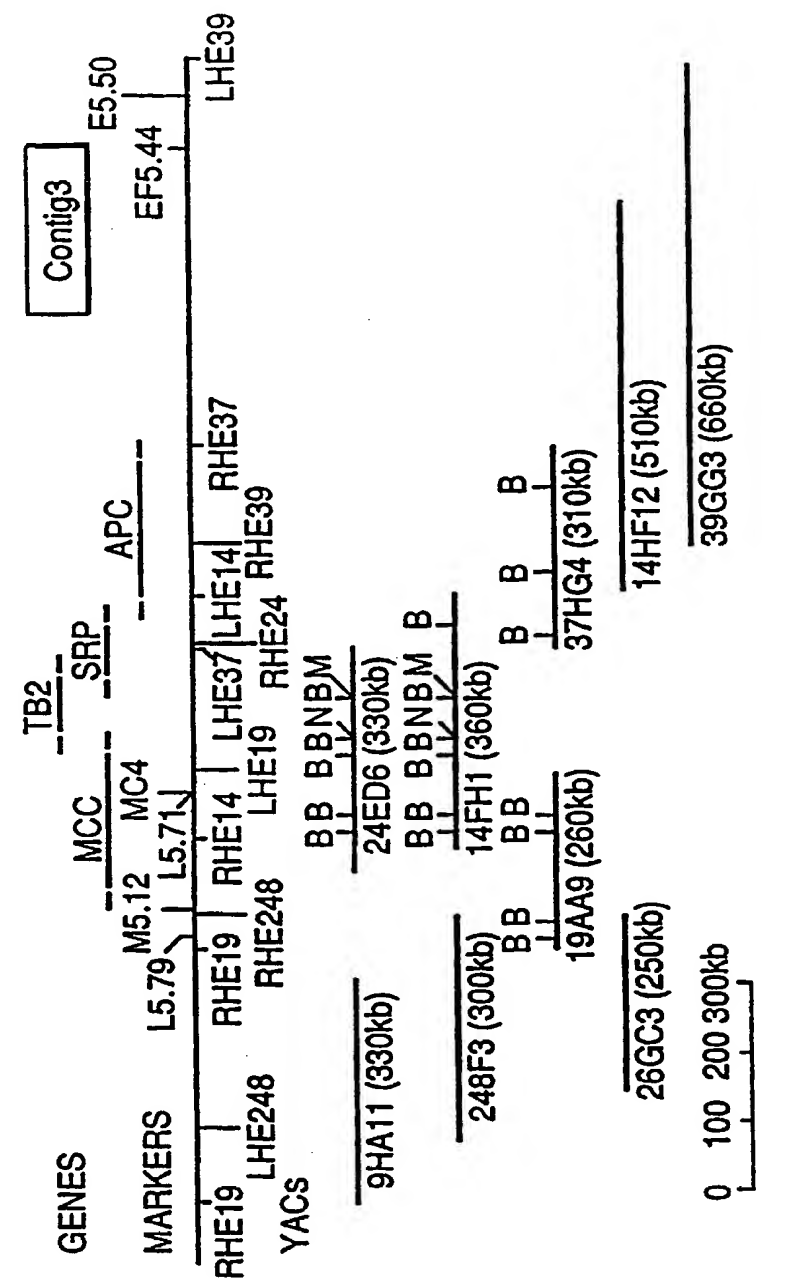 GENES
TB2
MCC
SRP
APC
Contig3
MARKERS
L5.79
M5.12
L5.71
MC4
EF5.44
E5.50
RHE19
LHE248
RHE19
RHE248
RHE14
LHE19
LHE37
RHE24
LHE14
RHE39
RHE37
LHE39
YACs
9HA11 (330kb)
B B B B N B M
24ED6 (330kb)
248F3 (300kb)
B B B B N B M B
14FH1 (360kb)
B B B B
19AA9 (260kb)
B B B
37HG4 (310kb)
26GC3 (250kb)
14HF12 (510kb)
39GG3 (660kb)
0 100 200 300kb